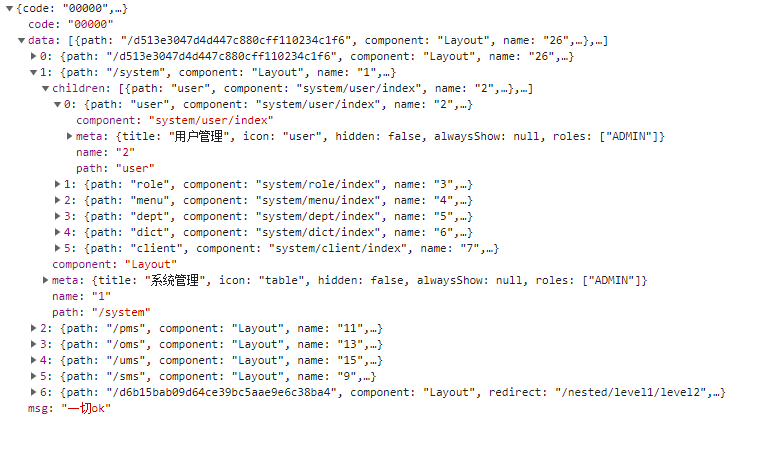 {code: "00000",…}
code: "00000"
data: [{path: "/d513e3047d4d447c880cff110234c1f6", component: "Layout", name: "26",…},…]
0: {path: "/d513e3047d4d447c880cff110234c1f6", component: "Layout", name: "26",…}
1: {path: "/system", component: "Layout", name: "1",…}
children: [{path: "user", component: "system/user/index", name: "2",…},…]
0: {path: "user", component: "system/user/index", name: "2",…}
component: "system/user/index"
meta: {title: "用户管理", icon: "user", hidden: false, alwaysShow: null, roles: ["ADMIN"]}
name: "2"
path: "user"
1: {path: "role", component: "system/role/index", name: "3",…}
2: {path: "menu", component: "system/menu/index", name: "4",…}
3: {path: "dept", component: "system/dept/index", name: "5",…}
4: {path: "dict", component: "system/dict/index", name: "6",…}
5: {path: "client", component: "system/client/index", name: "7",…}
component: "Layout"
meta: {title: "系统管理", icon: "table", hidden: false, alwaysShow: null, roles: ["ADMIN"]}
name: "1"
path: "/system"
2: {path: "/pms", component: "Layout", name: "11",…}
3: {path: "/oms", component: "Layout", name: "13",…}
4: {path: "/ums", component: "Layout", name: "15",…}
5: {path: "/sms", component: "Layout", name: "9",…}
6: {path: "/d6b15bab09d64ce39bc5aae9e6c38ba4", component: "Layout", redirect: "/nested/level1/level2",…}
msg: "一切ok"